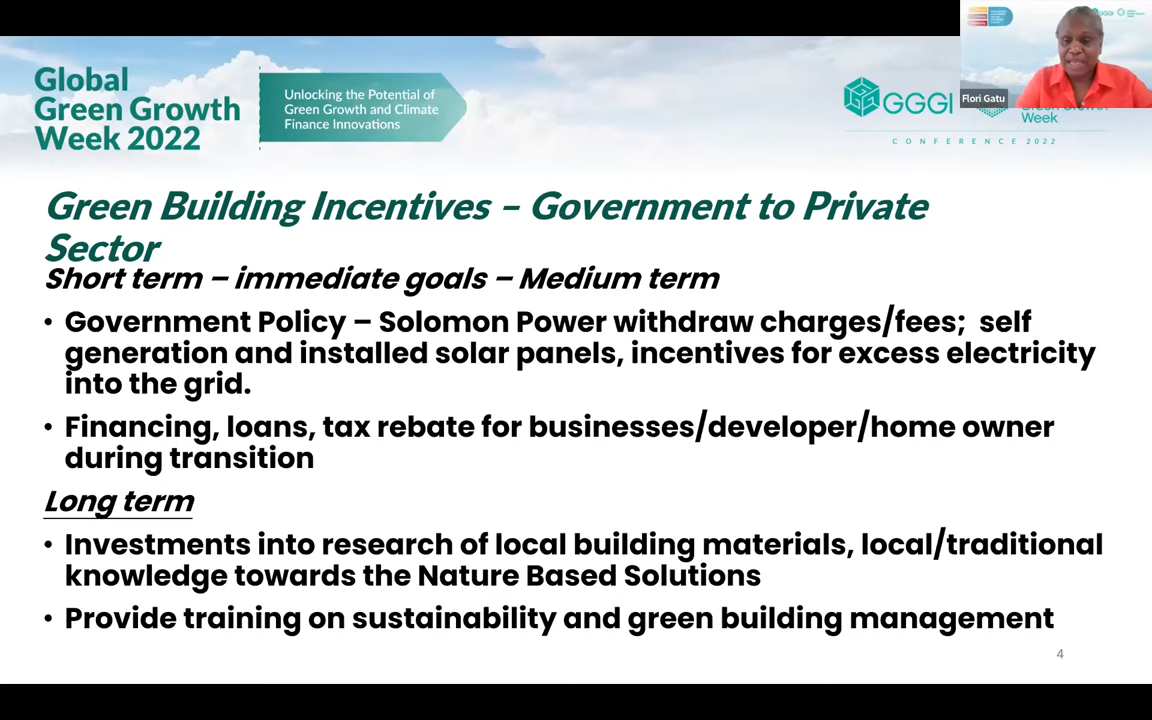 Global
Green Growth
Week 2022
Unlocking the Potential of
Green Growth and Climate
Finance Innovations
GGGI
Week
CONFERENCE 2022
Flori Gatu
Green Building Incentives – Government to Private
Sector
Short term – immediate goals – Medium term
• Government Policy – Solomon Power withdraw charges/fees;  self
generation and installed solar panels, incentives for excess electricity
into the grid.
• Financing, loans, tax rebate for businesses/developer/home owner
during transition
Long term
• Investments into research of local building materials, local/traditional
knowledge towards the Nature Based Solutions
• Provide training on sustainability and green building management
4